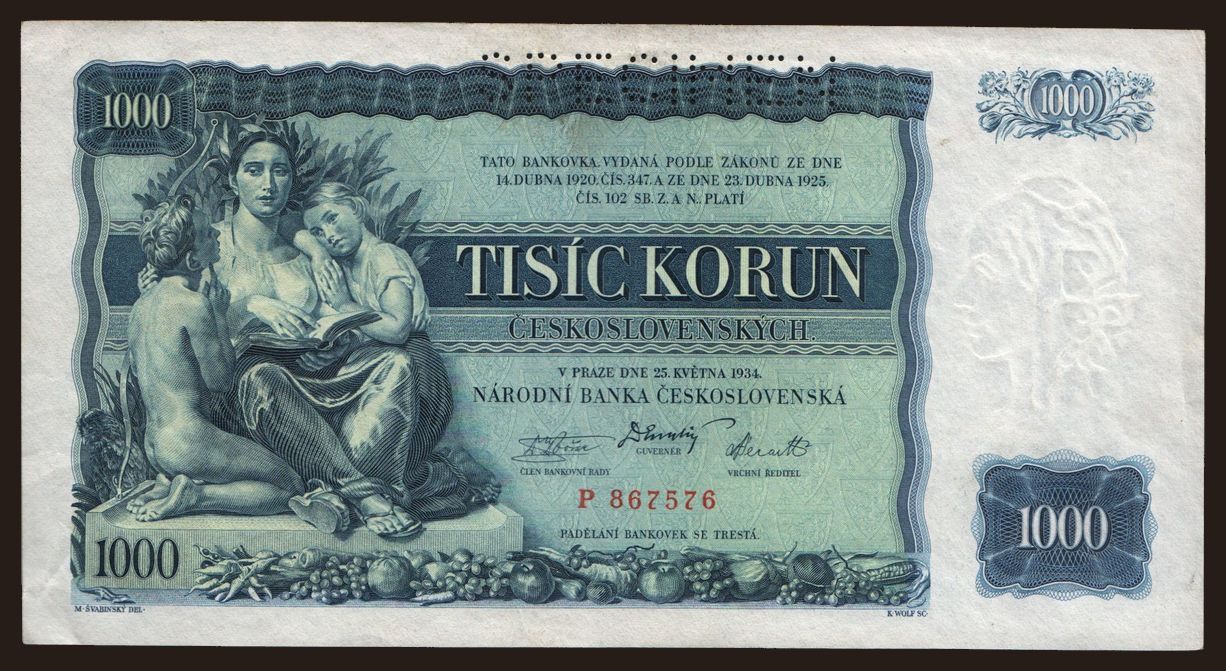 1000
1000
TATO BANKOVKA, VYDANÁ PODLE ZÁKONŮ ZE DNE
14. DUBNA 1920, ČÍS. 347, A ZE DNE 23. DUBNA 1925,
ČÍS. 102 SB. Z. A N., PLATÍ
TISÍC KORUN
ČESKOSLOVENSKÝCH.
V PRAZE DNE 25. KVĚTNA 1934.
NÁRODNÍ BANKA ČESKOSLOVENSKÁ
ČLEN BANKOVNÍ RADY
GUVERNÉR
VRCHNÍ ŘEDITEL
P 867576
PADĚLÁNÍ BANKOVEK SE TRESTÁ.
1000
1000
M. ŠVABINSKÝ DEL.
K. WOLF SC.